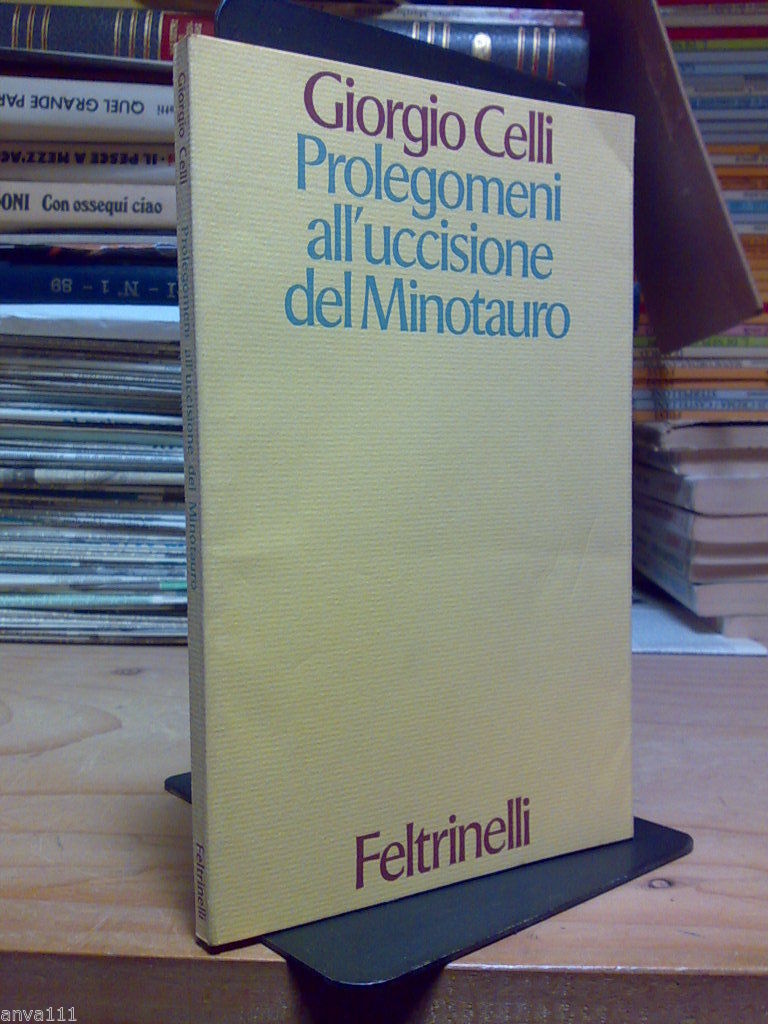 Giorgio Celli
Prolegomeni
all'uccisione
del Minotauro
Feltrinelli
Giorgio Celli Prolegomeni all'uccisione del Minotauro Feltrinelli
QUEL GRANDE PAR
IL PESCE A MEZZ'AC
ONI Con ossequi ciao
I - N° 1 - 89
anva111